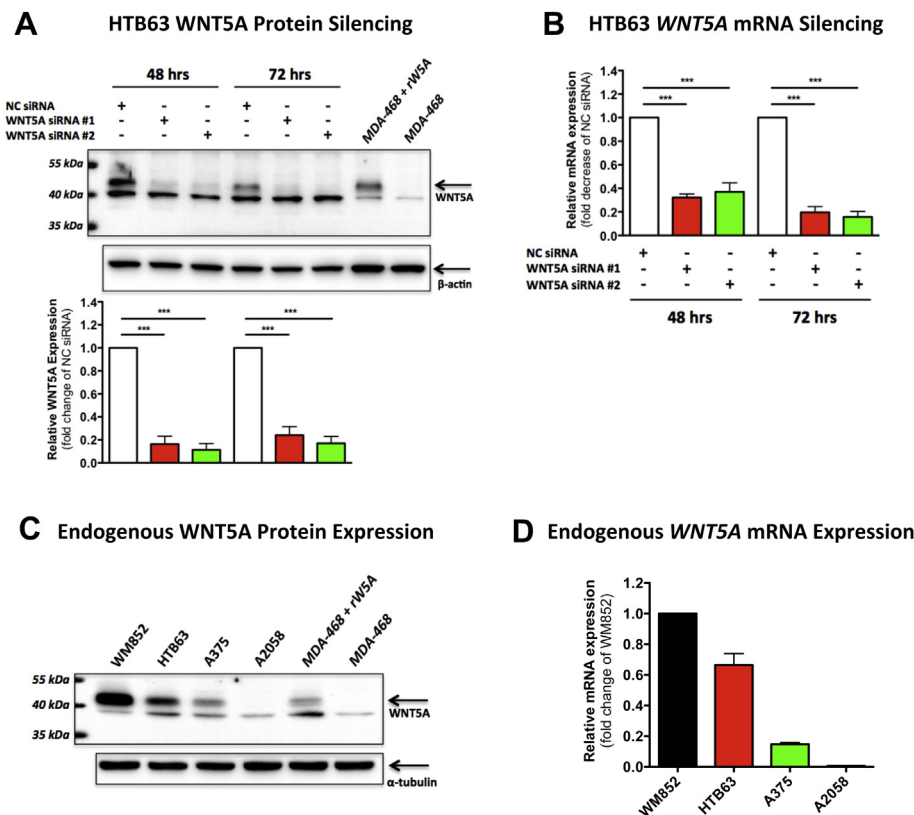 A HTB63 WNT5A Protein Silencing
48 hrs 72 hrs
NC siRNA + - - + - -
WNT5A siRNA #1 - + - - + -
WNT5A siRNA #2 - - + - - +
MDA-468 + rW5A
MDA-468
55 kDa
40 kDa
35 kDa
WNT5A
β-actin
Relative WNT5A Expression
(fold change of NC siRNA)
1.4
1.2
1.0
0.8
0.6
0.4
0.2
0.0
*** ***
*** ***
B HTB63 WNT5A mRNA Silencing
Relative mRNA expression
(fold decrease of NC siRNA)
1.4
1.2
1.0
0.8
0.6
0.4
0.2
0.0
*** ***
*** ***
NC siRNA + - - + - -
WNT5A siRNA #1 - + - - + -
WNT5A siRNA #2 - - + - - +
48 hrs 72 hrs
C Endogenous WNT5A Protein Expression
WM852
HTB63
A375
A2058
MDA-468 + rW5A
MDA-468
55 kDa
40 kDa
35 kDa
WNT5A
α-tubulin
D Endogenous WNT5A mRNA Expression
Relative mRNA expression
(fold change of WM852)
1.2
1.0
0.8
0.6
0.4
0.2
0.0
WM852
HTB63
A375
A2058